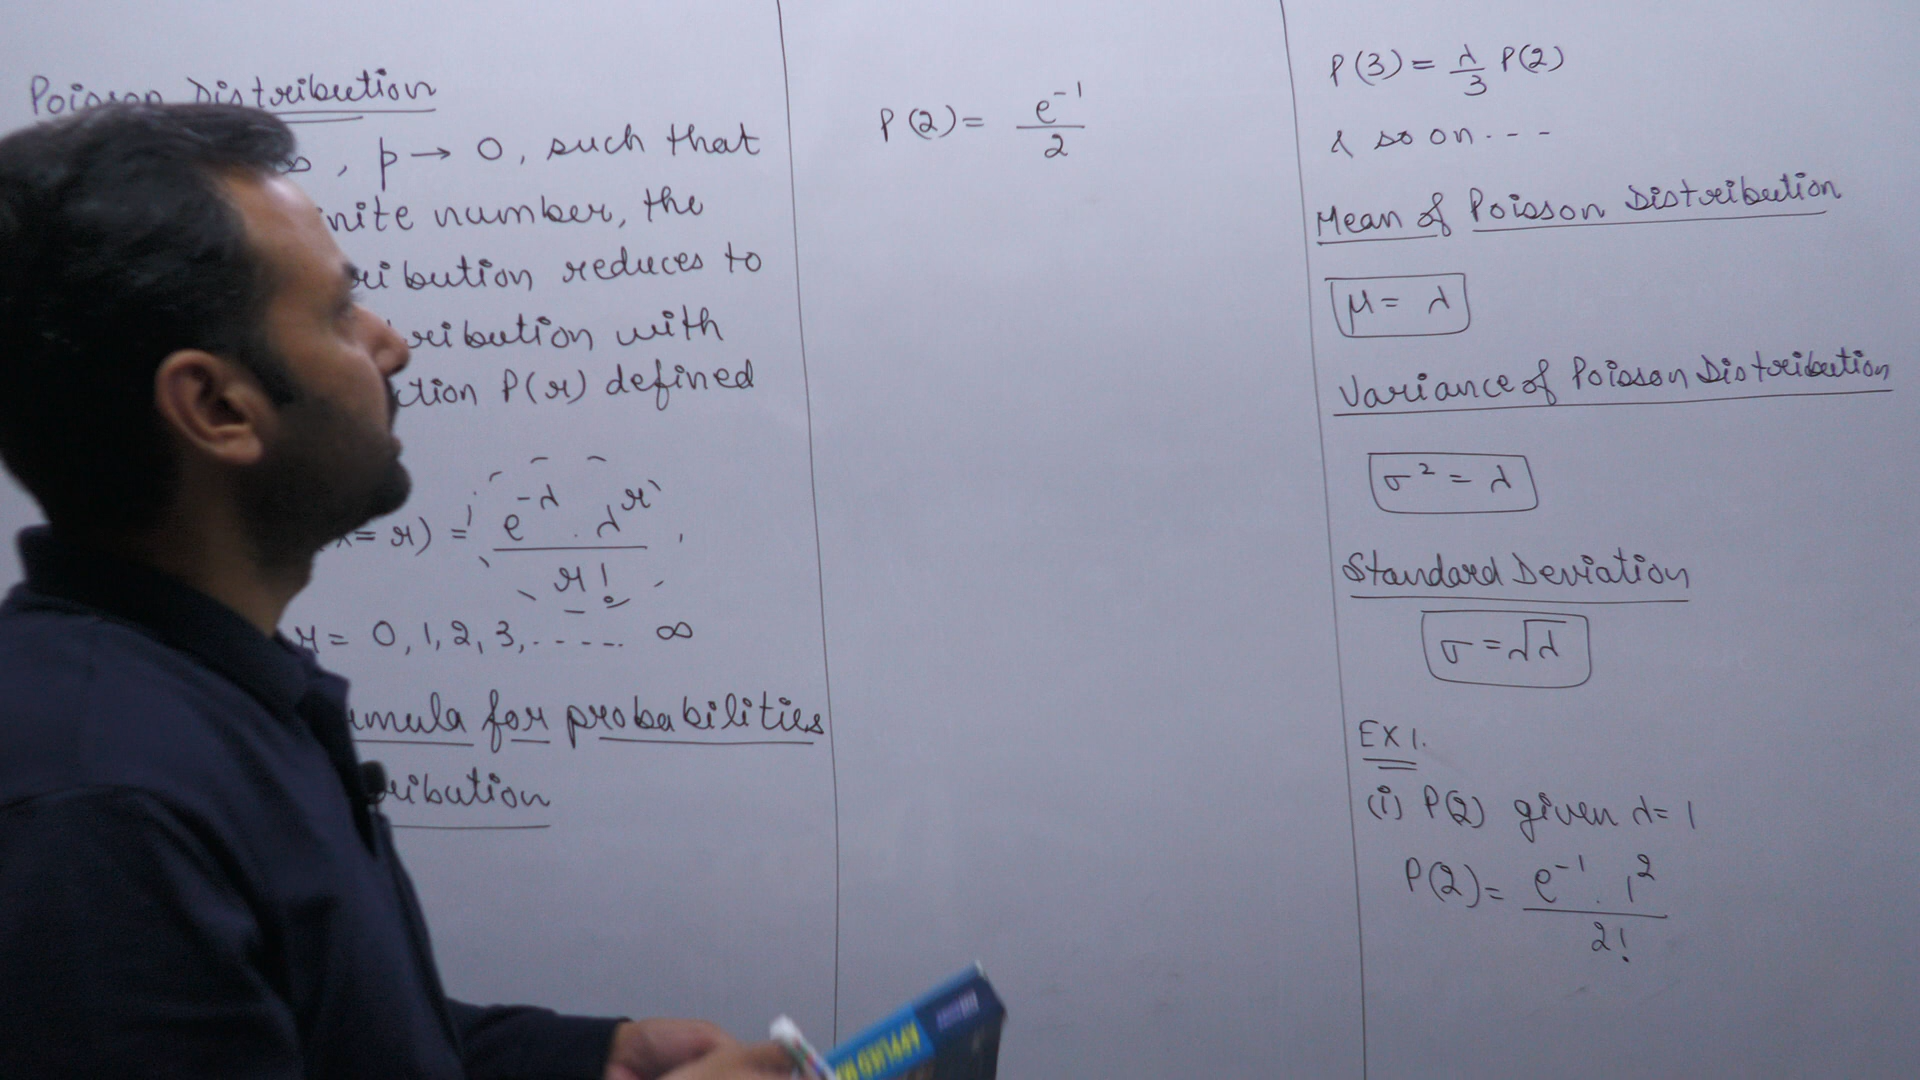 Poisson Distribution
∞, p → 0, such that
nite number, the
ribution reduces to
ribution with
ction P(r) defined
= r) = e^-λ . λ^r / r! ,
r = 0, 1, 2, 3, ..... ∞
mula for probabilities
ribution
P(2) = e^-1 / 2
P(3) = λ/3 P(2)
& so on ---
Mean of Poisson Distribution
μ = λ
Variance of Poisson Distribution
σ² = λ
Standard Deviation
σ = √λ
EX 1.
(i) P(2) given λ = 1
P(2) = e^-1 . 1² / 2!